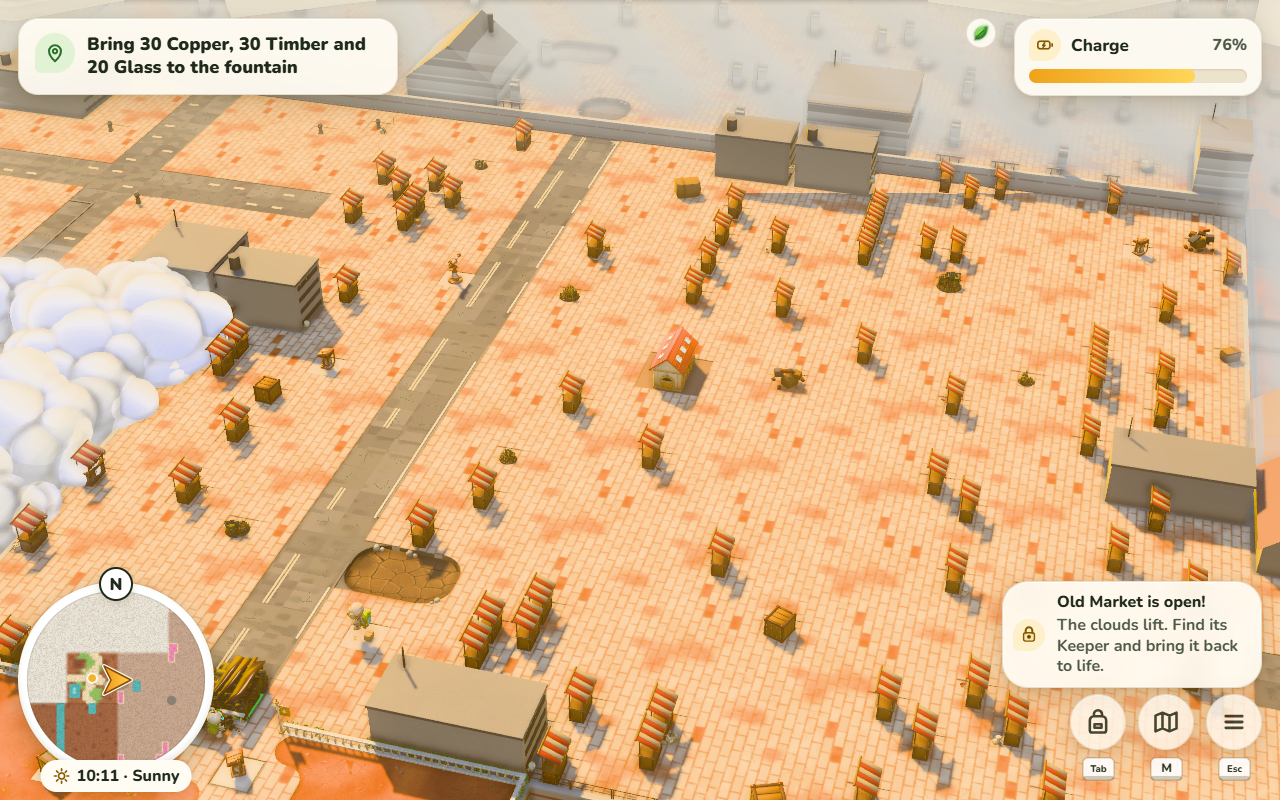 Bring 30 Copper, 30 Timber and
20 Glass to the fountain
Charge 76%
Old Market is open!
The clouds lift. Find its
Keeper and bring it back
to life.
N
10:11 · Sunny
Tab
M
Esc